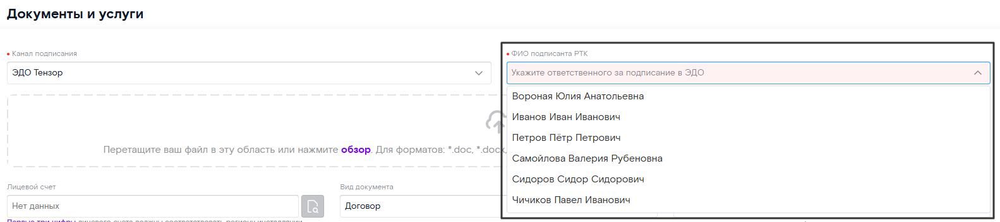 Документы и услуги
Канал подписания
ЭДО Тензор
ФИО подписанта РТК
Укажите ответственного за подписание в ЭДО
Вороная Юлия Анатольевна
Иванов Иван Иванович
Петров Пётр Петрович
Самойлова Валерия Рубеновна
Сидоров Сидор Сидорович
Чичиков Павел Иванович
Перетащите ваш файл в эту область или нажмите обзор. Для форматов: *.doc, *.docx,
Лицевой счет
Нет данных
Вид документа
Договор
Первые три цифры лицевого счета должны соответствовать региону инсталляции